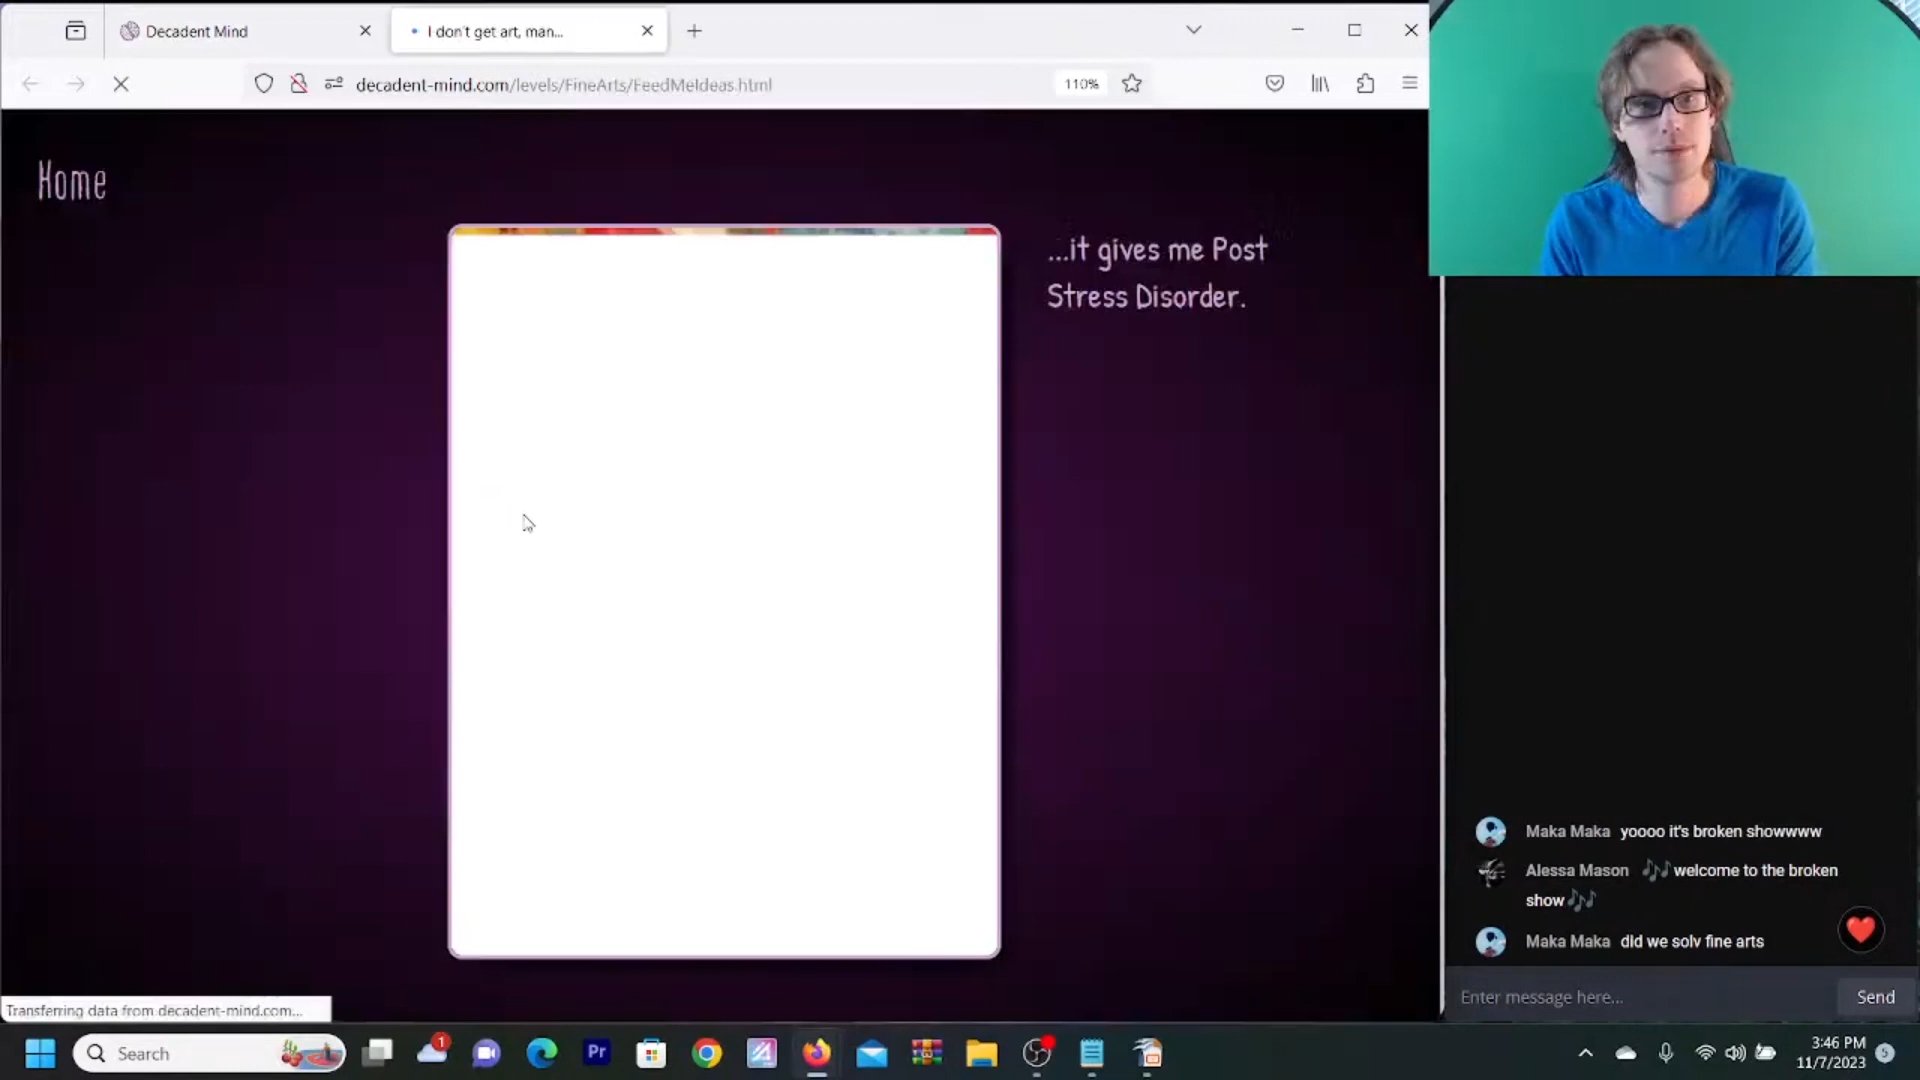 Decadent Mind
I don't get art, man...
decadent-mind.com/levels/FineArts/FeedMeIdeas.html
110%
Home
...it gives me Post
Stress Disorder.
Maka Maka yoooo it's broken showwww
Alessa Mason 🎶welcome to the broken
show🎶
Maka Maka did we solv fine arts
Enter message here...
Send
Transferring data from decadent-mind.com...
Search
1
Pr
3:46 PM
11/7/2023
5